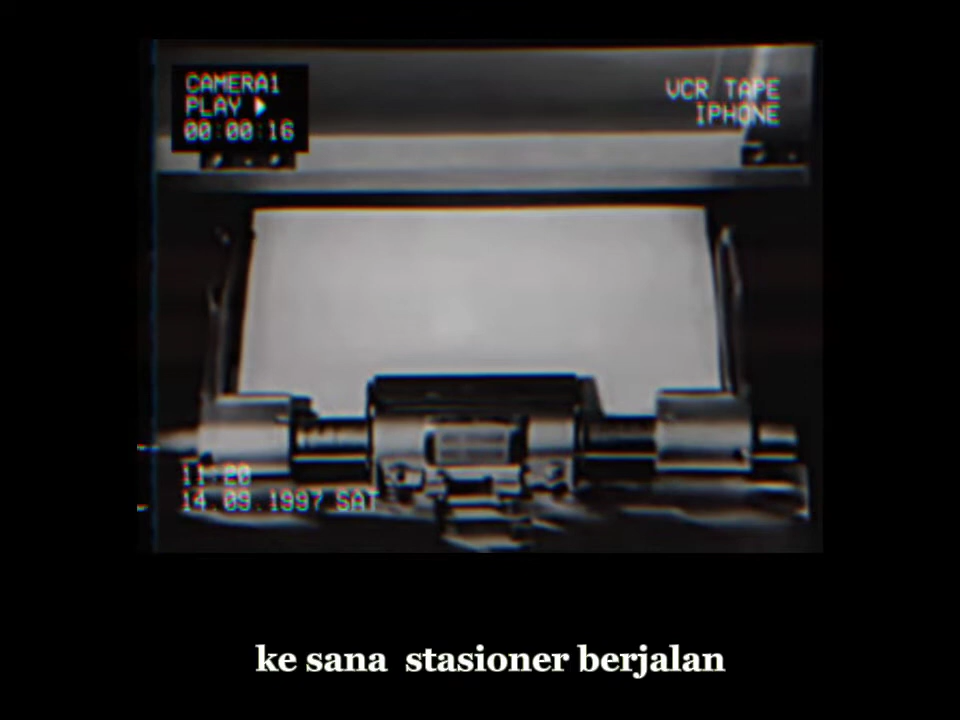 CAMERA1
PLAY
00:00:16
VCR TAPE
IPHONE
11:20
14.09.1997 SAT
ke sana stasioner berjalan